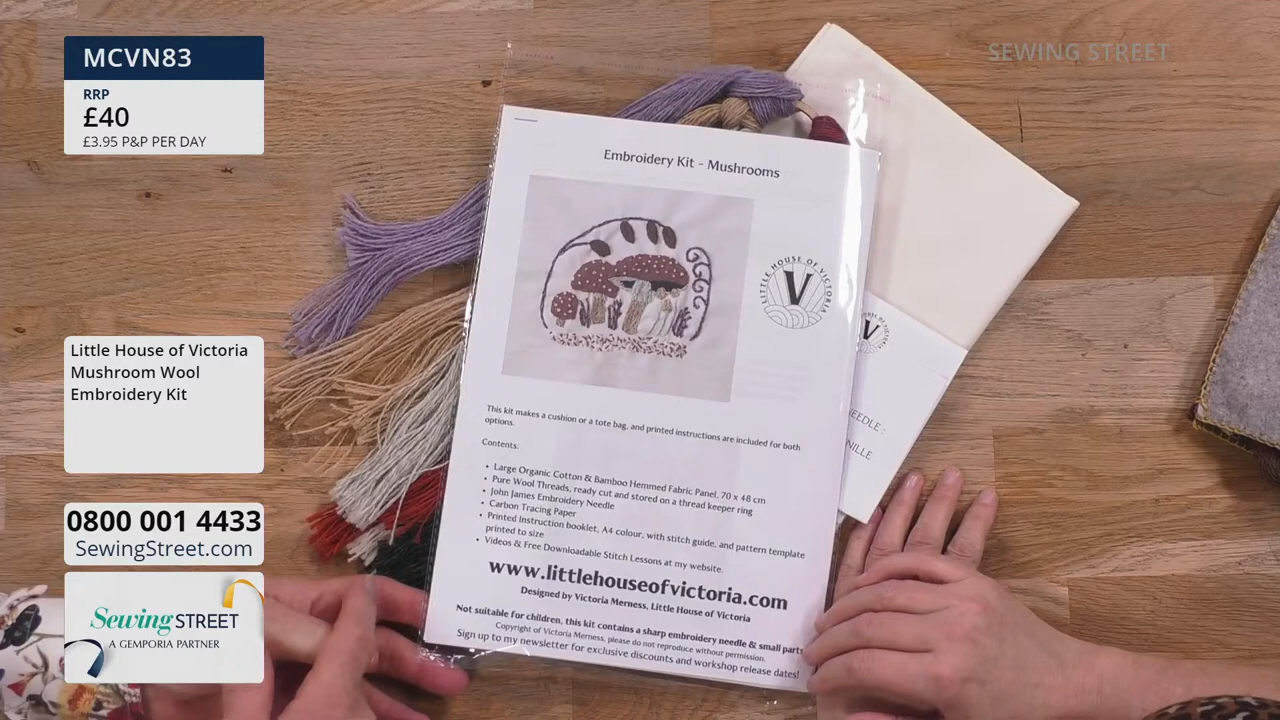 MCVN83
RRP
£40
£3.95 P&P PER DAY
SEWING STREET
Little House of Victoria
Mushroom Wool
Embroidery Kit
0800 001 4433
SewingStreet.com
Sewing STREET
A GEMPORIA PARTNER
Embroidery Kit - Mushrooms
LITTLE HOUSE OF VICTORIA
V
This kit makes a cushion or a tote bag, and printed instructions are included for both
options.
Contents:
• Large Organic Cotton & Bamboo Hemmed Fabric Panel, 70 x 48 cm
• Pure Wool Threads, ready cut and stored on a thread keeper ring
• John James Embroidery Needle
• Carbon Tracing Paper
• Printed Instruction booklet, A4 colour, with stitch guide, and pattern template
printed to size
• Videos & Free Downloadable Stitch Lessons at my website.
www.littlehouseofvictoria.com
Designed by Victoria Merness, Little House of Victoria
Not suitable for children, this kit contains a sharp embroidery needle & small parts
Copyright of Victoria Merness, please do not reproduce without permission.
Sign up to my newsletter for exclusive discounts and workshop release dates!
V
EEDLE :
NILLE